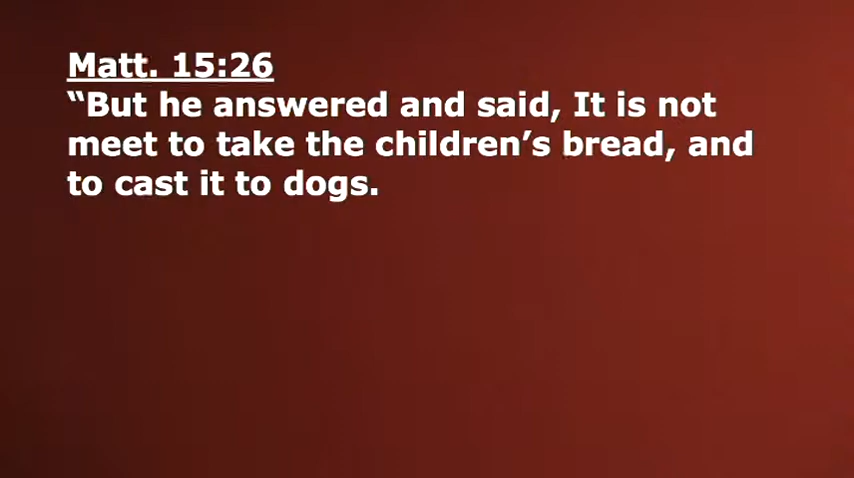 Matt. 15:26
“But he answered and said, It is not
meet to take the children’s bread, and
to cast it to dogs.